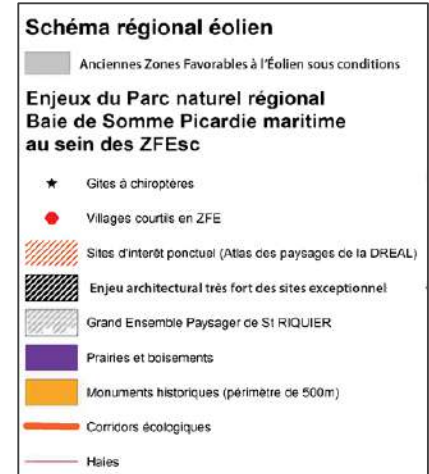 Schéma régional éolien
Anciennes Zones Favorables à l'Éolien sous conditions
Enjeux du Parc naturel régional
Baie de Somme Picardie maritime
au sein des ZFEsc
Gites à chiroptères
Villages courtils en ZFE
Sites d'intérêt ponctuel (Atlas des paysages de la DREAL)
Enjeu architectural très fort des sites exceptionnel
Grand Ensemble Paysager de St RIQUIER
Prairies et boisements
Monuments historiques (périmètre de 500m)
Corridors écologiques
Haies